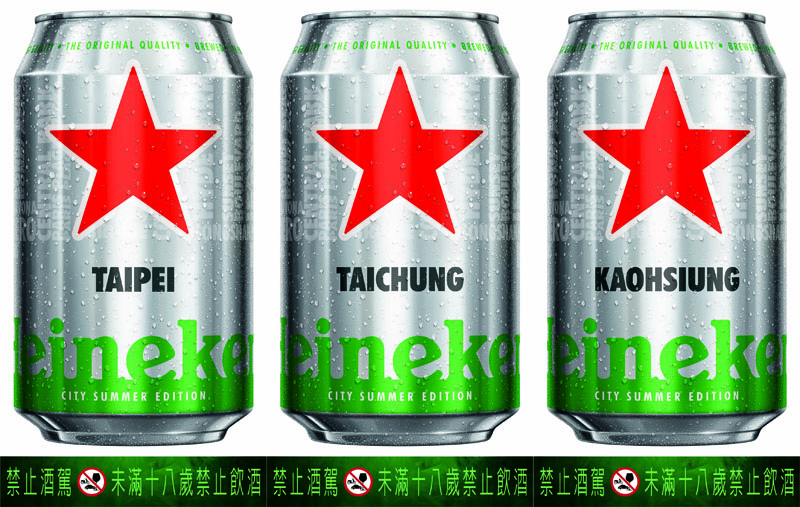 • THE ORIGINAL QUALITY •
TAIPEI
Heineken
CITY SUMMER EDITION
禁止酒駕 未滿十八歲禁止飲酒
• THE ORIGINAL QUALITY •
TAICHUNG
Heineken
CITY SUMMER EDITION
禁止酒駕 未滿十八歲禁止飲酒
• THE ORIGINAL QUALITY •
KAOHSIUNG
Heineken
CITY SUMMER EDITION
禁止酒駕 未滿十八歲禁止飲酒